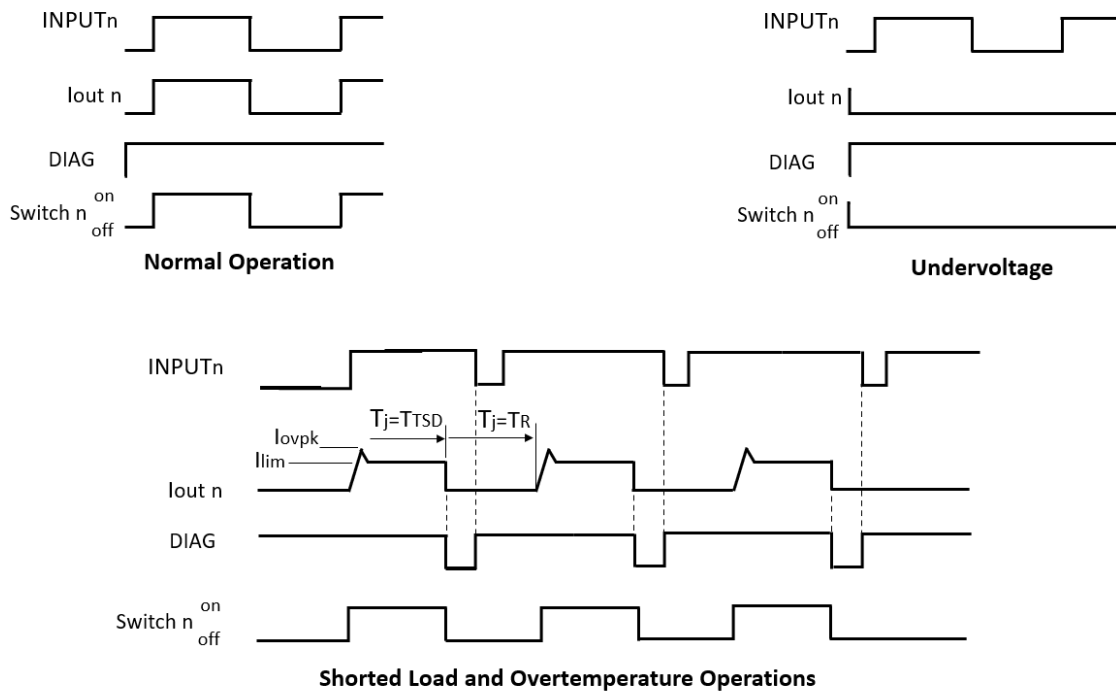 INPUTn
Iout n
DIAG
Switch n on off
Normal Operation
INPUTn
Iout n
DIAG
Switch n on off
Undervoltage
INPUTn
Tj=TTSD
Tj=TR
Iovpk
Ilim
Iout n
DIAG
Switch n on off
Shorted Load and Overtemperature Operations